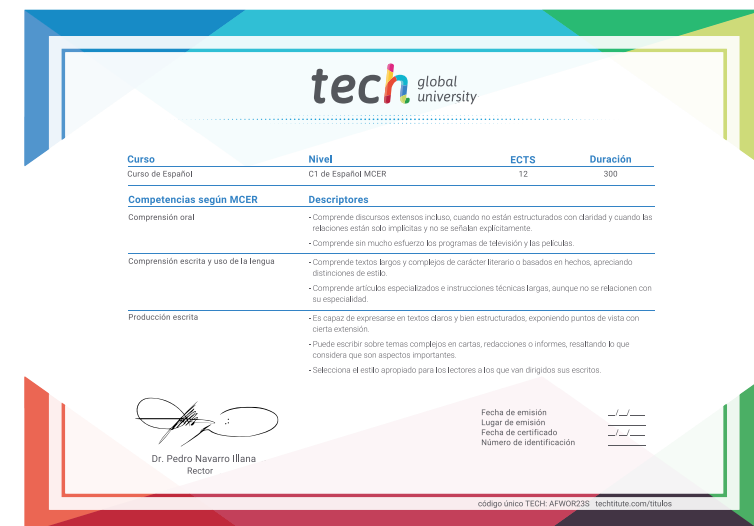 tech global
university
Curso Nivel ECTS Duración
Curso de Español C1 de Español MCER 12 300
Competencias según MCER Descriptores
Comprensión oral - Comprende discursos extensos incluso, cuando no están estructurados con claridad y cuando las
relaciones están solo implícitas y no se señalan explícitamente.
- Comprende sin mucho esfuerzo los programas de televisión y las películas.
Comprensión escrita y uso de la lengua - Comprende textos largos y complejos de carácter literario o basados en hechos, apreciando
distinciones de estilo.
- Comprende artículos especializados e instrucciones técnicas largas, aunque no se relacionen con
su especialidad.
Producción escrita - Es capaz de expresarse en textos claros y bien estructurados, exponiendo puntos de vista con
cierta extensión.
- Puede escribir sobre temas complejos en cartas, redacciones o informes, resaltando lo que
considera que son aspectos importantes.
- Selecciona el estilo apropiado para los lectores a los que van dirigidos sus escritos.
Fecha de emisión __/__/___
Lugar de emisión ________
Fecha de certificado __/__/___
Número de identificación ________
Dr. Pedro Navarro Illana
Rector
código único TECH: AFWOR23S techtitute.com/titulos